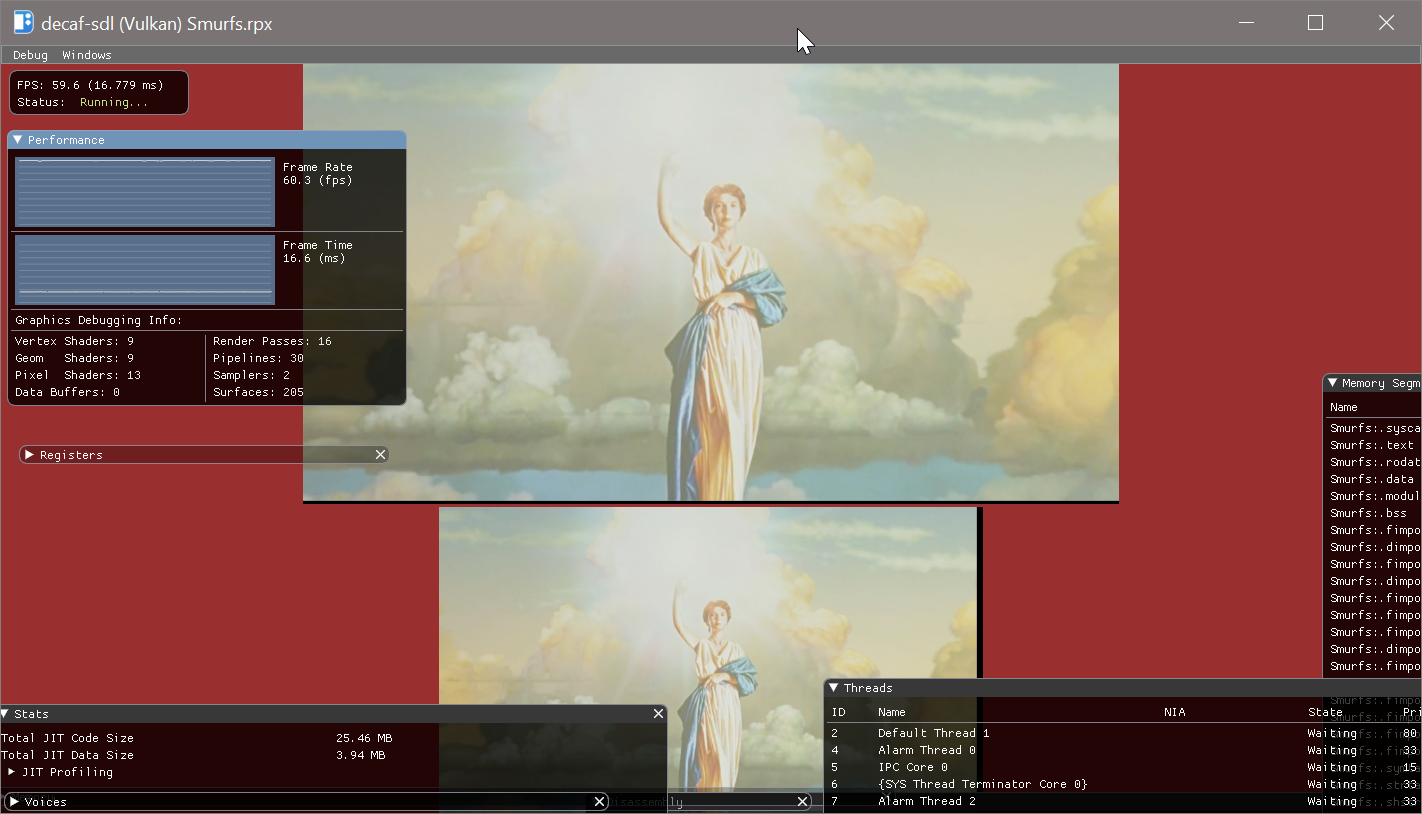 decaf-sdl (Vulkan) Smurfs.rpx
Debug Windows
FPS: 59.6 (16.779 ms)
Status: Running...
Performance
Frame Rate
60.3 (fps)
Frame Time
16.6 (ms)
Graphics Debugging Info:
Vertex Shaders: 9 Render Passes: 16
Geom Shaders: 9 Pipelines: 30
Pixel Shaders: 13 Samplers: 2
Data Buffers: 0 Surfaces: 205
Registers
Memory Segm
Name
Smurfs:.sysca
Smurfs:.text
Smurfs:.rodat
Smurfs:.data
Smurfs:.modul
Smurfs:.bss
Smurfs:.fimpo
Smurfs:.dimpo
Smurfs:.fimpo
Smurfs:.dimpo
Smurfs:.fimpo
Smurfs:.fimpo
Smurfs:.fimpo
Smurfs:.dimpo
Smurfs:.fimpo
Stats
Total JIT Code Size 25.46 MB
Total JIT Data Size 3.94 MB
JIT Profiling
Voices
Disassembly
Threads
ID Name NIA State Pri
2 Default Thread 1 Waiting 80
4 Alarm Thread 0 Waiting 33
5 IPC Core 0 Waiting 15
6 {SYS Thread Terminator Core 0} Waiting 33
7 Alarm Thread 2 Waiting 33